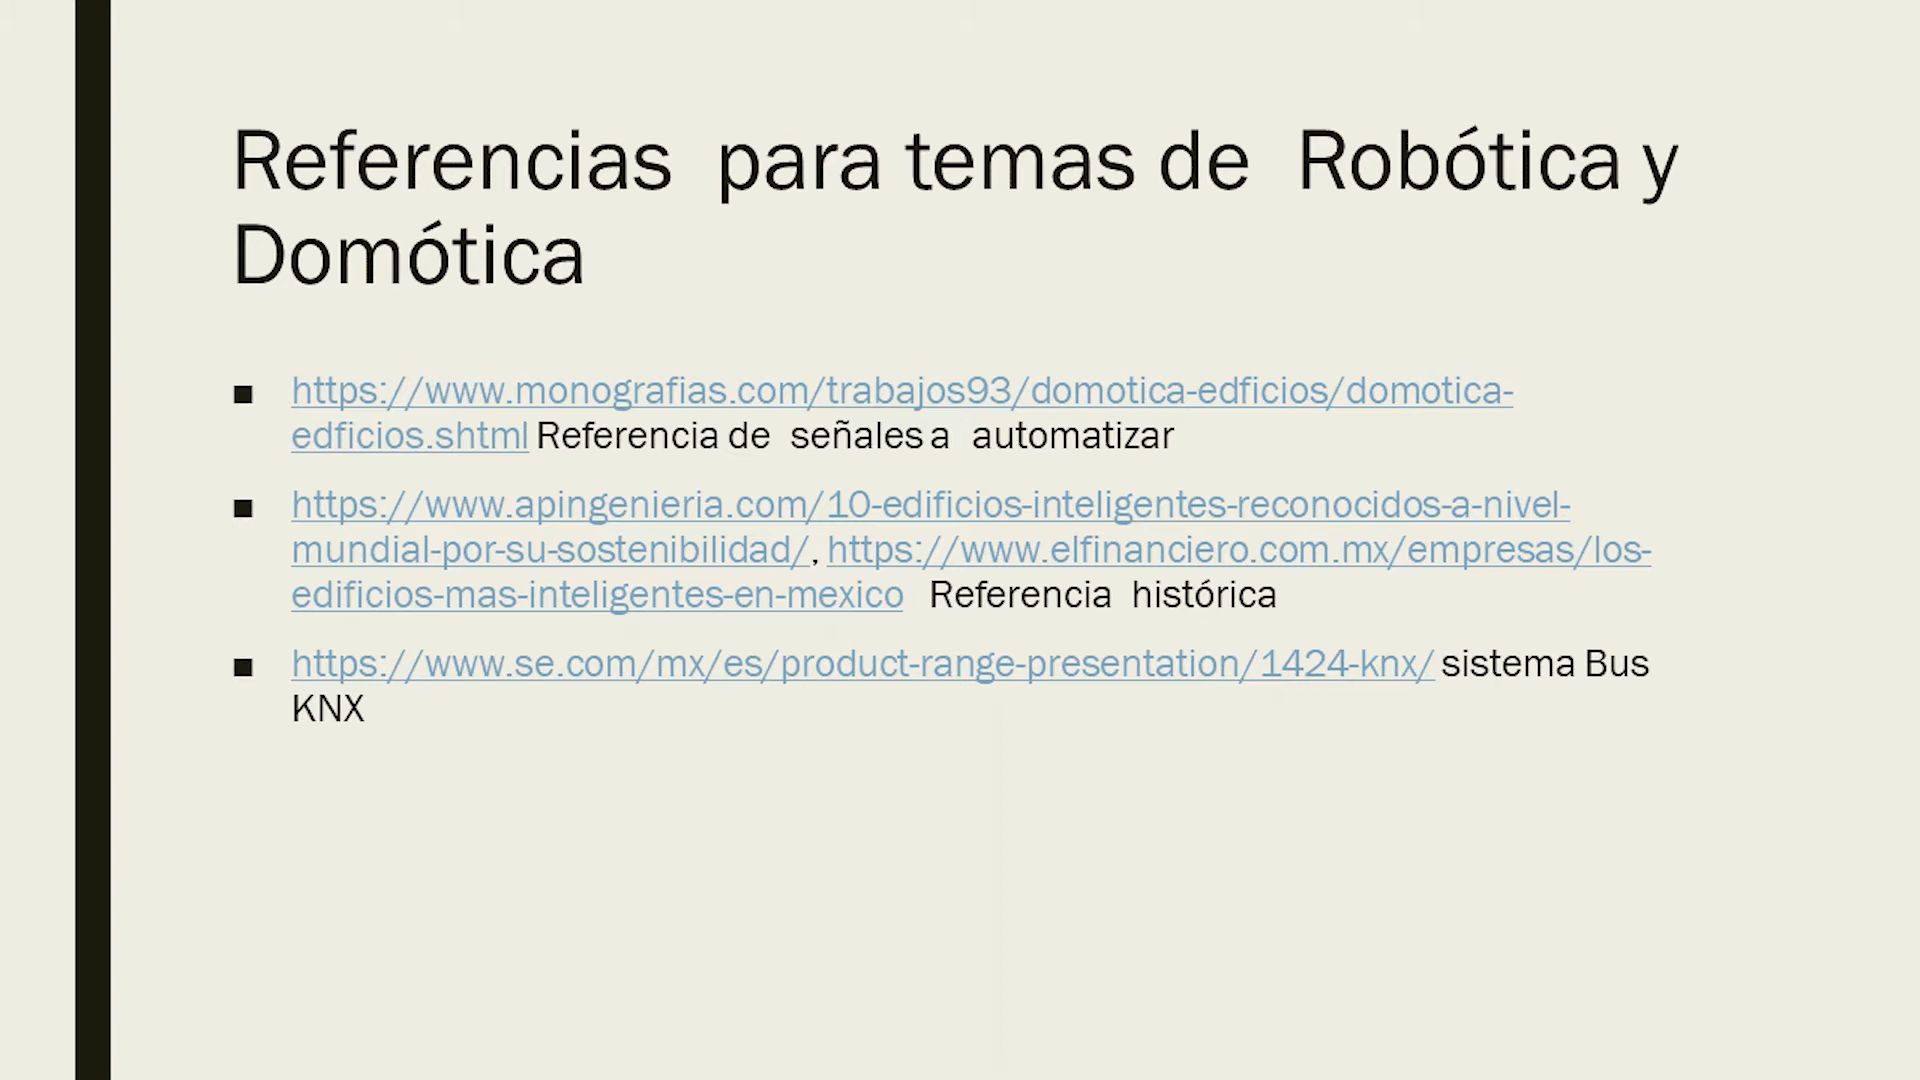 Referencias para temas de Robótica y
Domótica
https://www.monografias.com/trabajos93/domotica-edficios/domotica-
edficios.shtml Referencia de señales a automatizar
https://www.apingenieria.com/10-edificios-inteligentes-reconocidos-a-nivel-
mundial-por-su-sostenibilidad/, https://www.elfinanciero.com.mx/empresas/los-
edificios-mas-inteligentes-en-mexico Referencia histórica
https://www.se.com/mx/es/product-range-presentation/1424-knx/ sistema Bus
KNX